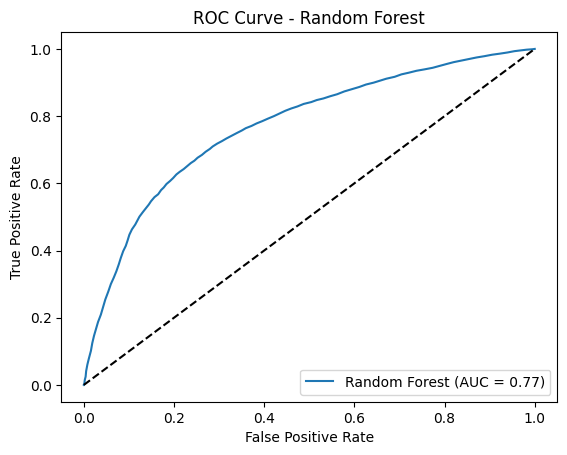 ROC Curve - Random Forest
True Positive Rate
1.0
0.8
0.6
0.4
0.2
0.0
Random Forest (AUC = 0.77)
0.0 0.2 0.4 0.6 0.8 1.0
False Positive Rate